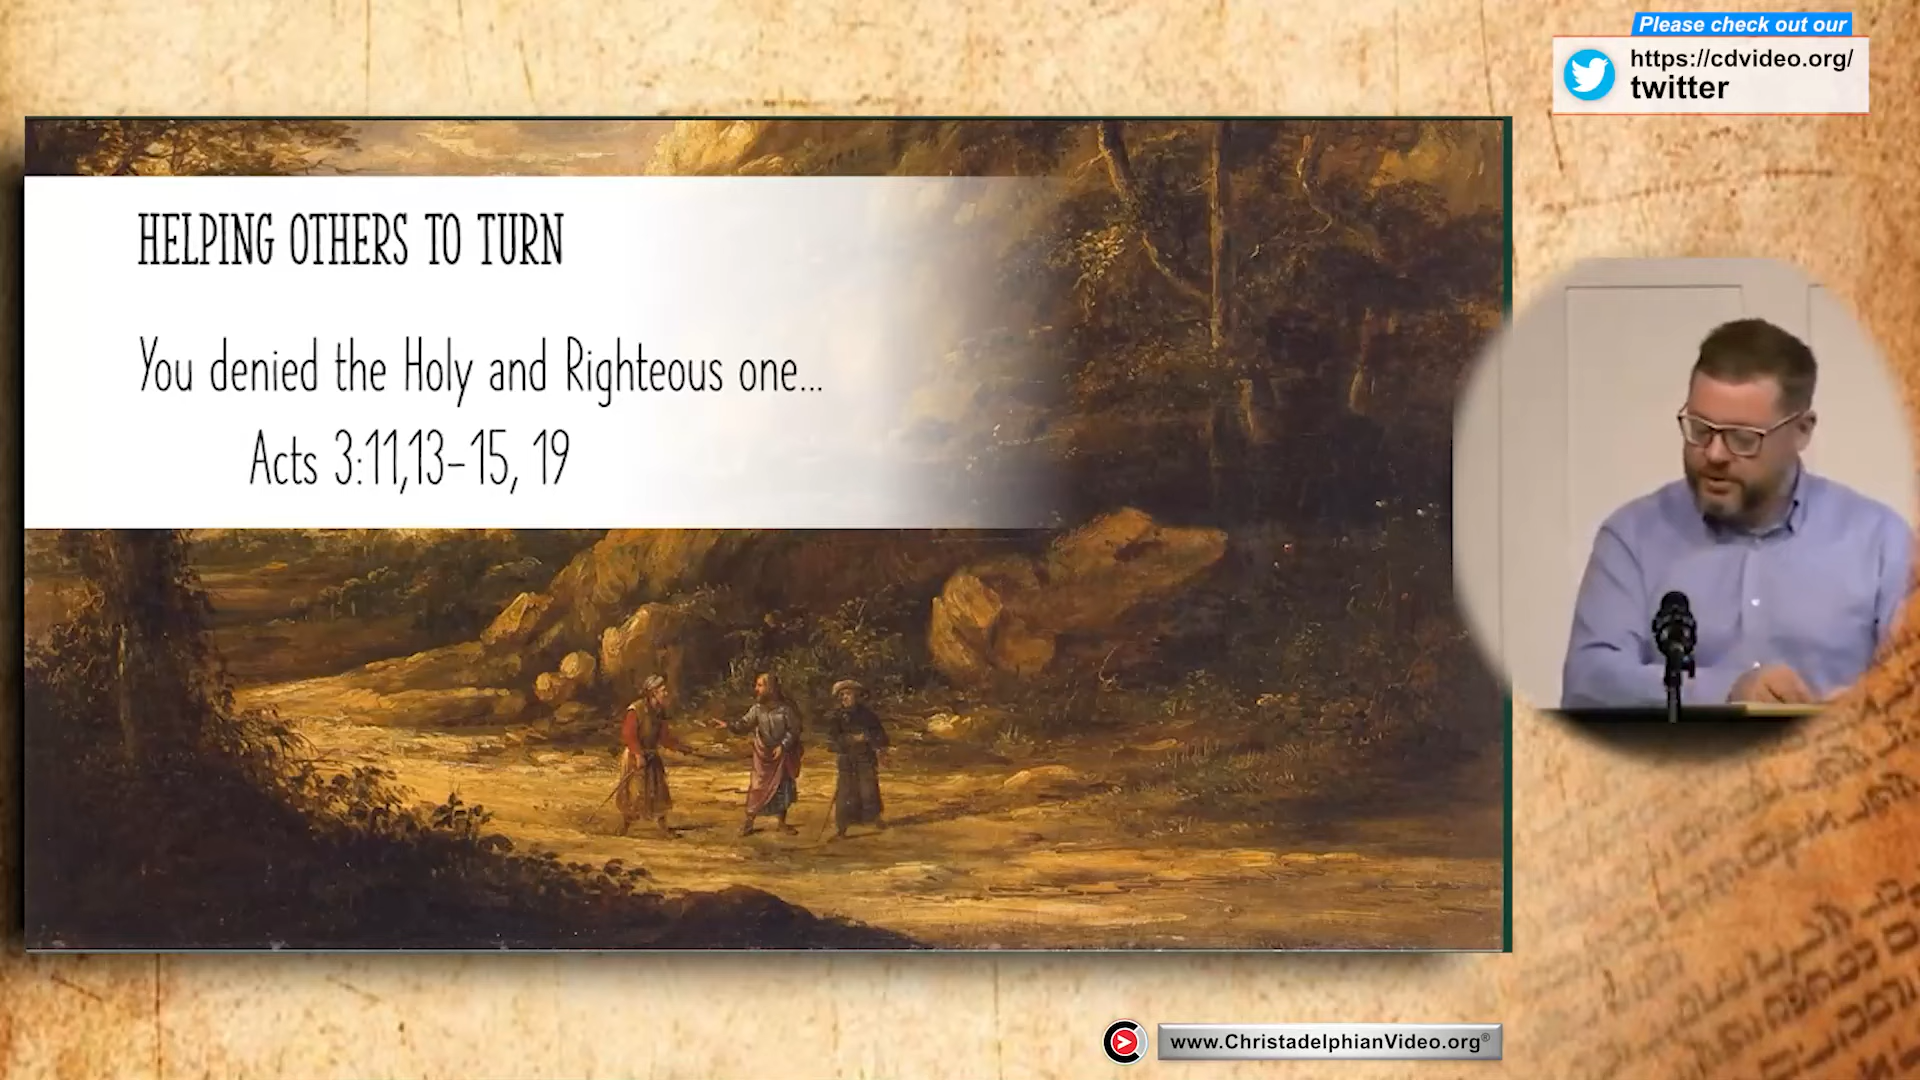 Please check out our
https://cdvideo.org/
twitter
HELPING OTHERS TO TURN
You denied the Holy and Righteous one...
Acts 3:11,13-15, 19
www.ChristadelphianVideo.org®